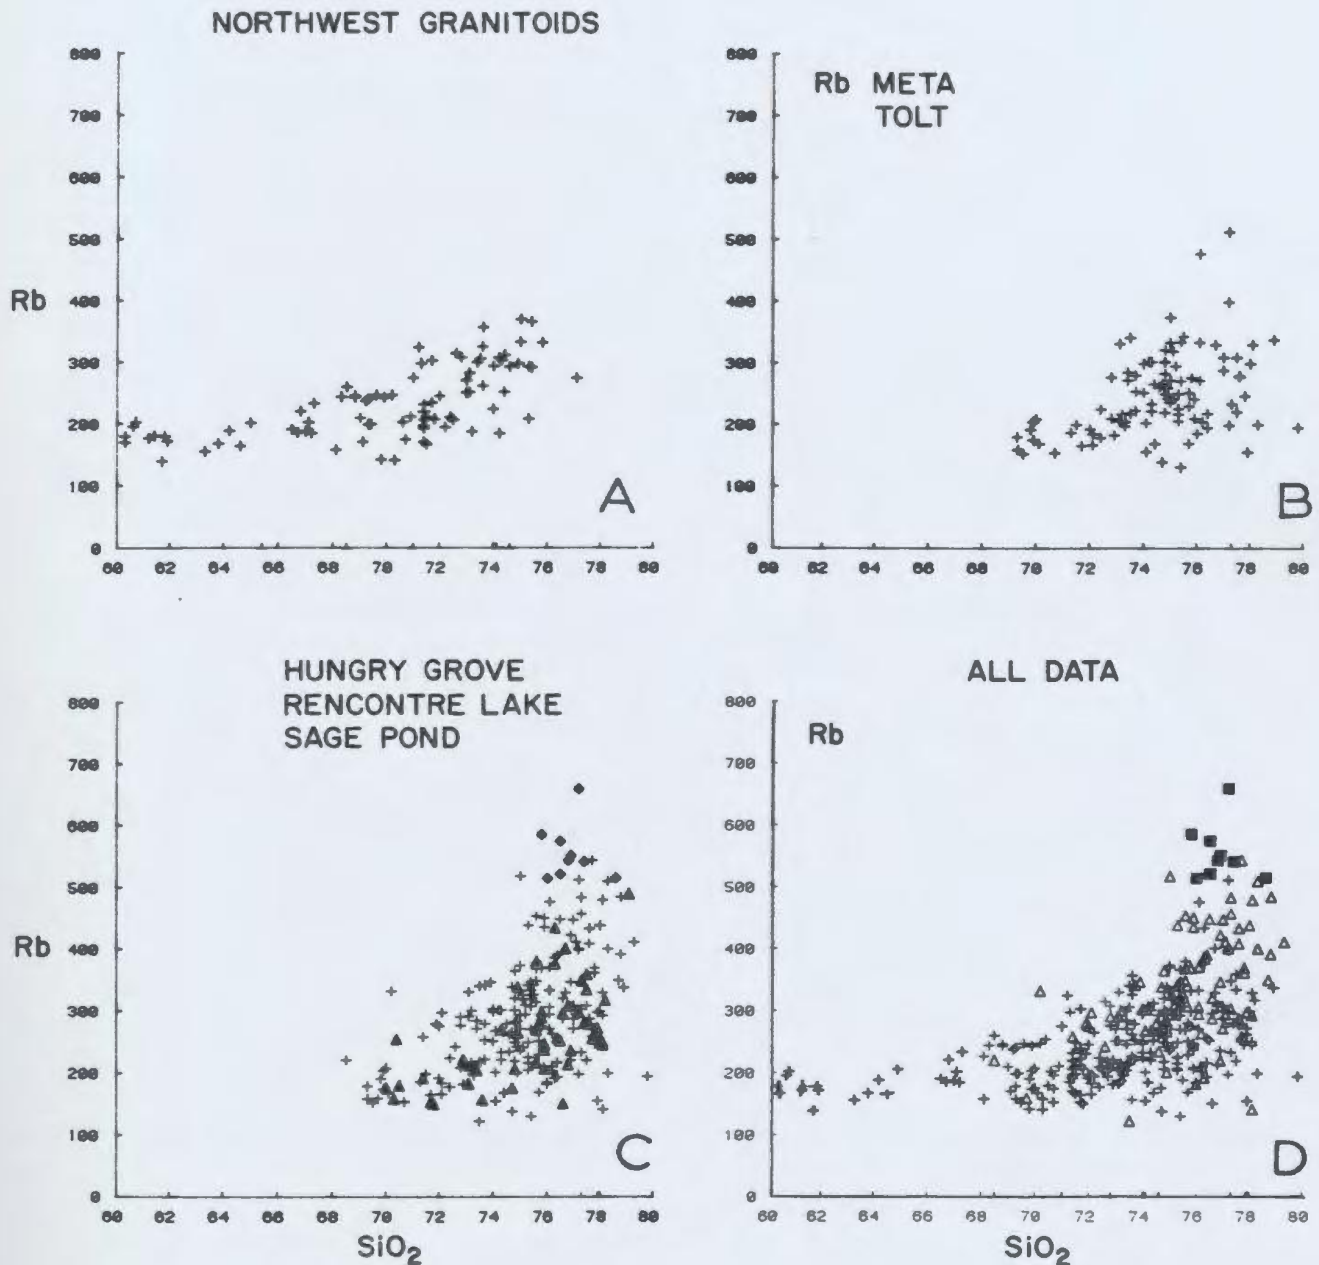 NORTHWEST GRANITOIDS
800
700
600
500
400
300
200
100
0
Rb
60 62 64 66 68 70 72 74 76 78 80
A
800
700
600
500
400
300
200
100
0
Rb META
TOLT
60 62 64 66 68 70 72 74 76 78 80
B
HUNGRY GROVE
RENCONTRE LAKE
SAGE POND
800
700
600
500
400
300
200
100
0
Rb
60 62 64 66 68 70 72 74 76 78 80
SiO₂
C
ALL DATA
800
700
600
500
400
300
200
100
0
Rb
60 62 64 66 68 70 72 74 76 78 80
SiO₂
D